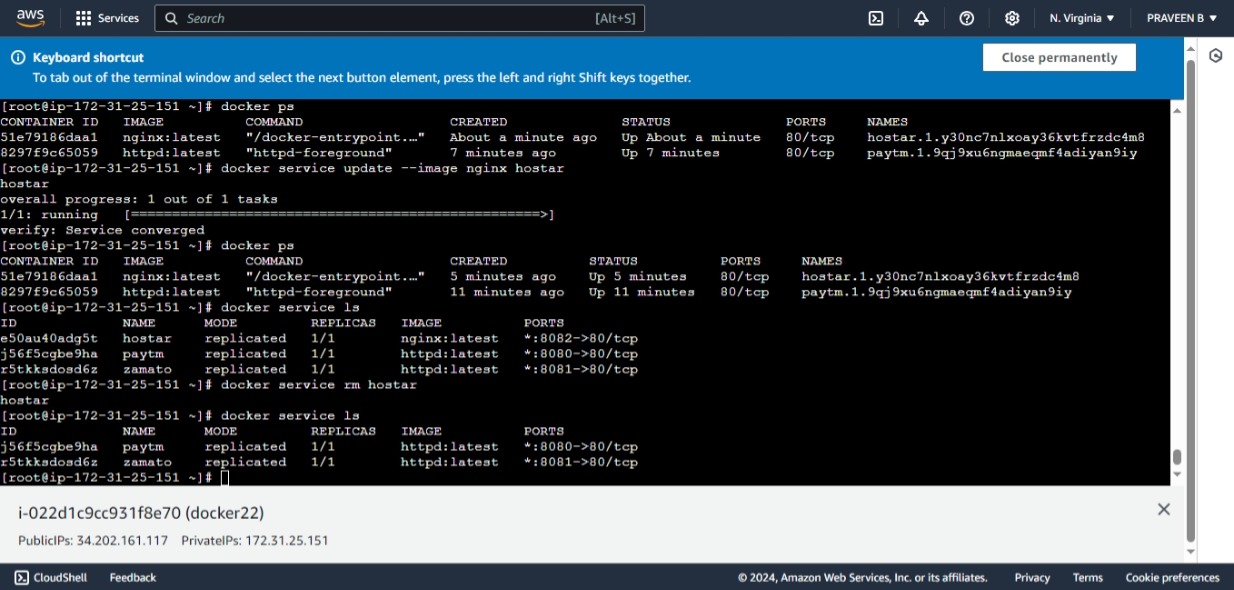 aws Services Search [Alt+S] N. Virginia ▼ PRAVEEN B ▼
Keyboard shortcut
To tab out of the terminal window and select the next button element, press the left and right Shift keys together.
Close permanently
[root@ip-172-31-25-151 ~]# docker ps
CONTAINER ID IMAGE COMMAND CREATED STATUS PORTS NAMES
51e79186daa1 nginx:latest "/docker-entrypoint.…" About a minute ago Up About a minute 80/tcp hostar.1.y30nc7nlxoay36kvtfrzdc4m8
8297f9c65059 httpd:latest "httpd-foreground" 7 minutes ago Up 7 minutes 80/tcp paytm.1.9qj9xu6ngmaeqmf4adiyan9iy
[root@ip-172-31-25-151 ~]# docker service update --image nginx hostar
hostar
overall progress: 1 out of 1 tasks
1/1: running [==================================================>]
verify: Service converged
[root@ip-172-31-25-151 ~]# docker ps
CONTAINER ID IMAGE COMMAND CREATED STATUS PORTS NAMES
51e79186daa1 nginx:latest "/docker-entrypoint.…" 5 minutes ago Up 5 minutes 80/tcp hostar.1.y30nc7nlxoay36kvtfrzdc4m8
8297f9c65059 httpd:latest "httpd-foreground" 11 minutes ago Up 11 minutes 80/tcp paytm.1.9qj9xu6ngmaeqmf4adiyan9iy
[root@ip-172-31-25-151 ~]# docker service ls
ID NAME MODE REPLICAS IMAGE PORTS
e50au40adg5t hostar replicated 1/1 nginx:latest *:8082->80/tcp
j56f5cgbe9ha paytm replicated 1/1 httpd:latest *:8080->80/tcp
r5tkksdosd6z zamato replicated 1/1 httpd:latest *:8081->80/tcp
[root@ip-172-31-25-151 ~]# docker service rm hostar
hostar
[root@ip-172-31-25-151 ~]# docker service ls
ID NAME MODE REPLICAS IMAGE PORTS
j56f5cgbe9ha paytm replicated 1/1 httpd:latest *:8080->80/tcp
r5tkksdosd6z zamato replicated 1/1 httpd:latest *:8081->80/tcp
[root@ip-172-31-25-151 ~]#
i-022d1c9cc931f8e70 (docker22)
PublicIPs: 34.202.161.117 PrivateIPs: 172.31.25.151
CloudShell Feedback © 2024, Amazon Web Services, Inc. or its affiliates. Privacy Terms Cookie preferences